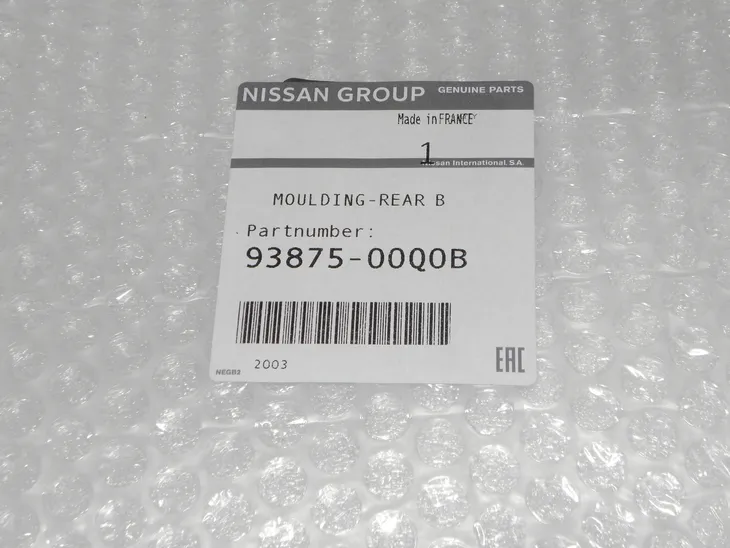 NISSAN GROUP GENUINE PARTS
Made in FRANCE
1
Nissan International S.A.
MOULDING-REAR B
Partnumber:
93875-00Q0B
NEGB3 2003 EAC